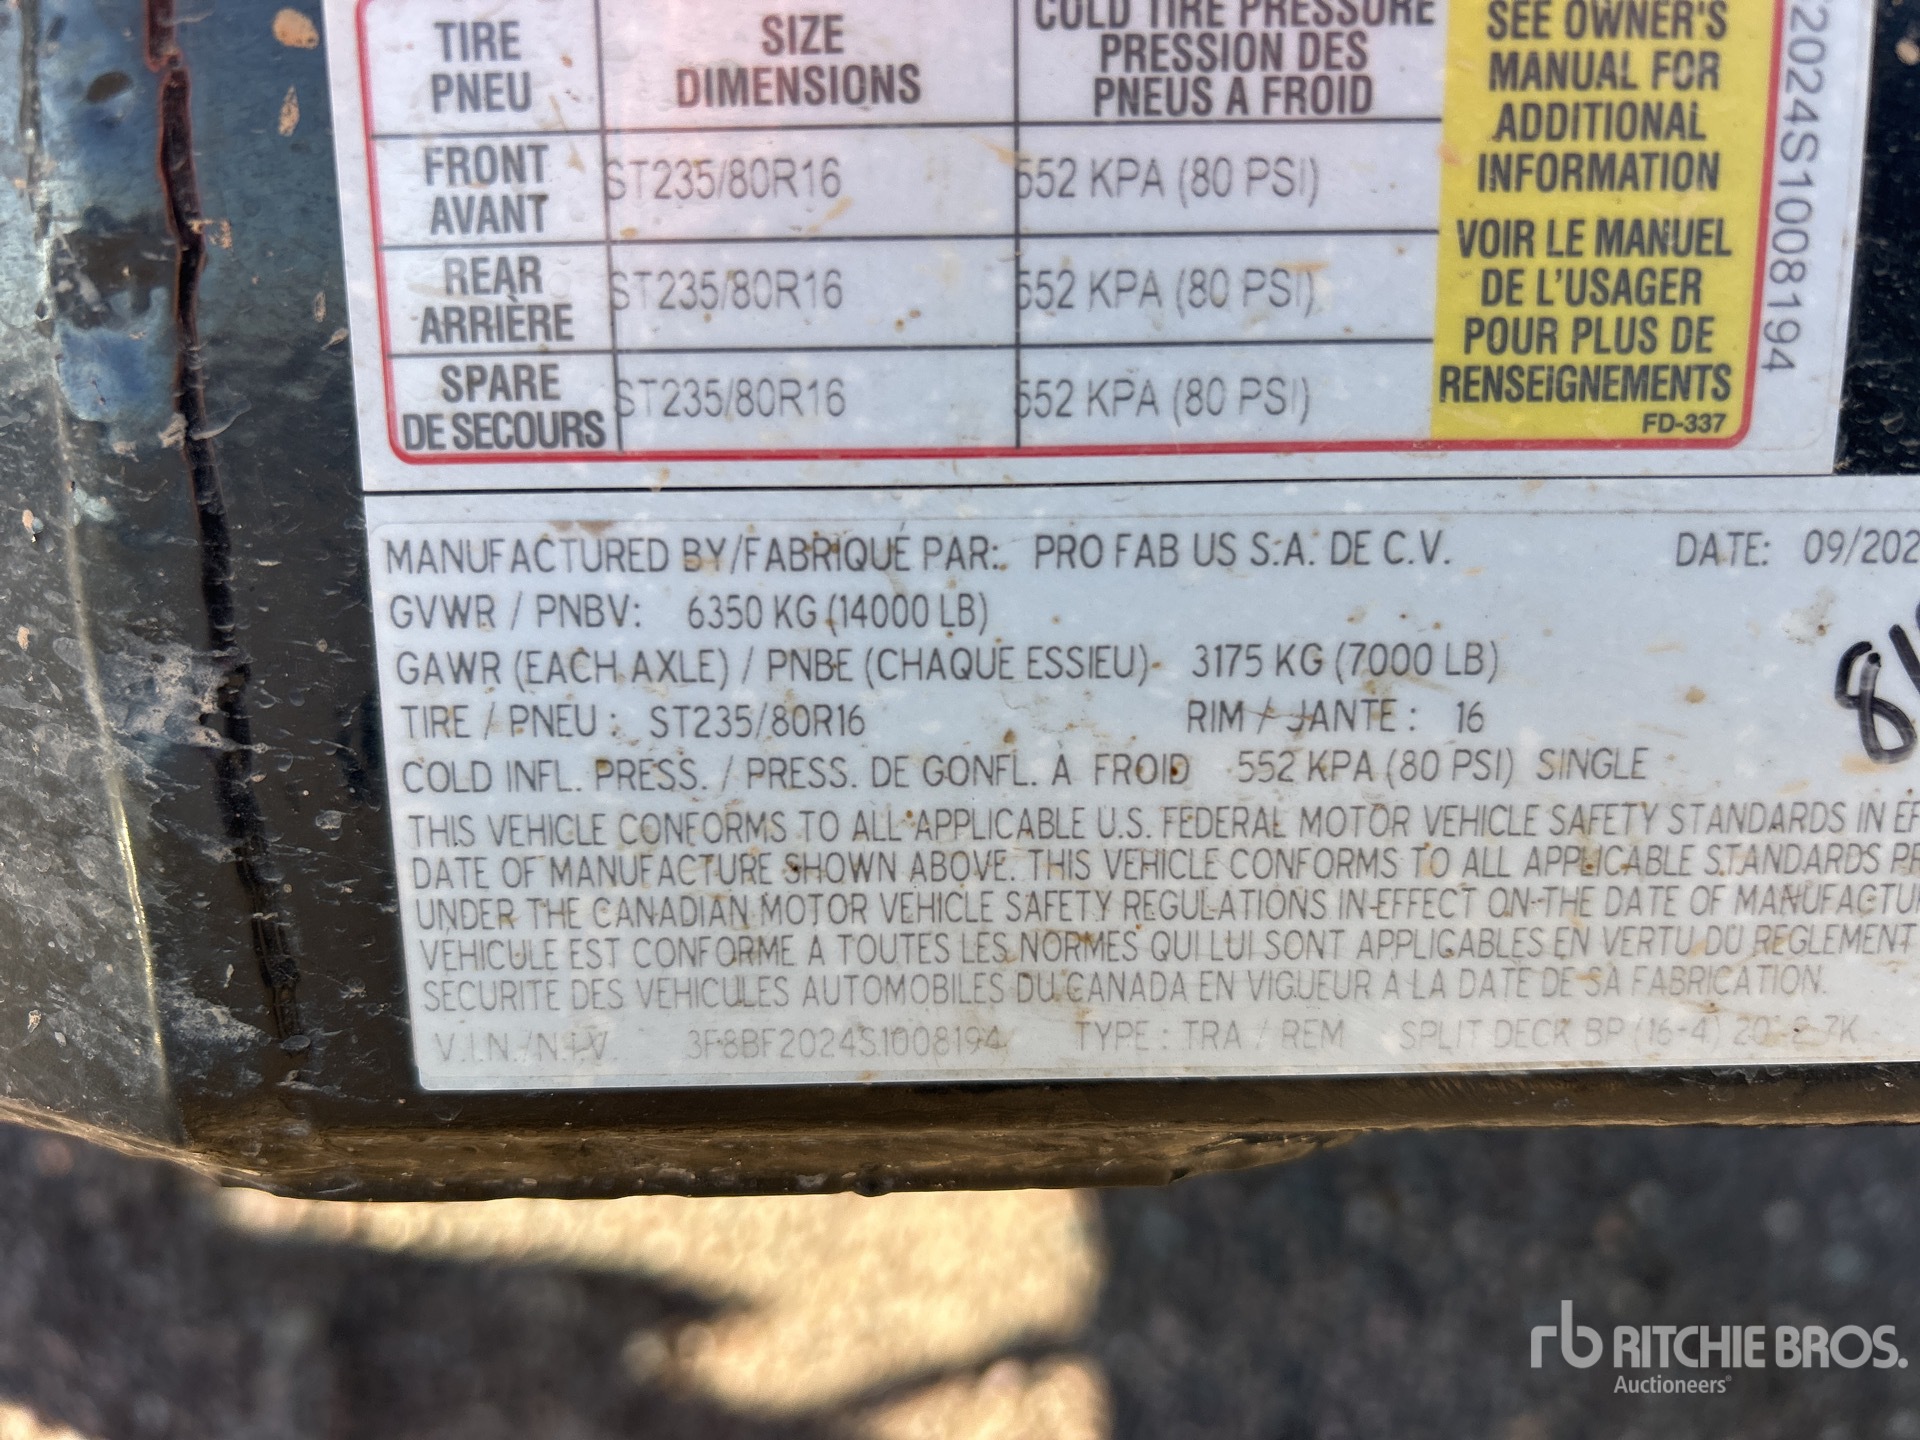 TIRE
PNEU
SIZE
DIMENSIONS
COLD TIRE PRESSURE
PRESSION DES
PNEUS A FROID
SEE OWNER'S
MANUAL FOR
ADDITIONAL
INFORMATION
VOIR LE MANUEL
DE L'USAGER
POUR PLUS DE
RENSEIGNEMENTS
FD-337
FRONT
AVANT
ST235/80R16
552 KPA (80 PSI)
REAR
ARRIÈRE
ST235/80R16
552 KPA (80 PSI)
SPARE
DE SECOURS
ST235/80R16
552 KPA (80 PSI)
2024S1008194
MANUFACTURED BY/FABRIQUÉ PAR: PRO FAB US S.A. DE C.V. DATE: 09/202
GVWR / PNBV: 6350 KG (14000 LB)
GAWR (EACH AXLE) / PNBE (CHAQUE ESSIEU) 3175 KG (7000 LB)
TIRE / PNEU : ST235/80R16 RIM / JANTE : 16
COLD INFL. PRESS. / PRESS. DE GONFL. A FROID 552 KPA (80 PSI) SINGLE
THIS VEHICLE CONFORMS TO ALL APPLICABLE U.S. FEDERAL MOTOR VEHICLE SAFETY STANDARDS IN EF
DATE OF MANUFACTURE SHOWN ABOVE. THIS VEHICLE CONFORMS TO ALL APPLICABLE STANDARDS PR
UNDER THE CANADIAN MOTOR VEHICLE SAFETY REGULATIONS IN EFFECT ON THE DATE OF MANUFACTU
VEHICULE EST CONFORME A TOUTES LES NORMES QUI LUI SONT APPLICABLES EN VERTU DU REGLEMENT
SECURITE DES VEHICULES AUTOMOBILES DU CANADA EN VIGUEUR A LA DATE DE SA FABRICATION.
V.I.N./N.I.V. 3F8BF2024S1008194 TYPE : TRA / REM SPLIT DECK BP (16-4) 20' 2 7K
rb RITCHIE BROS.
Auctioneers